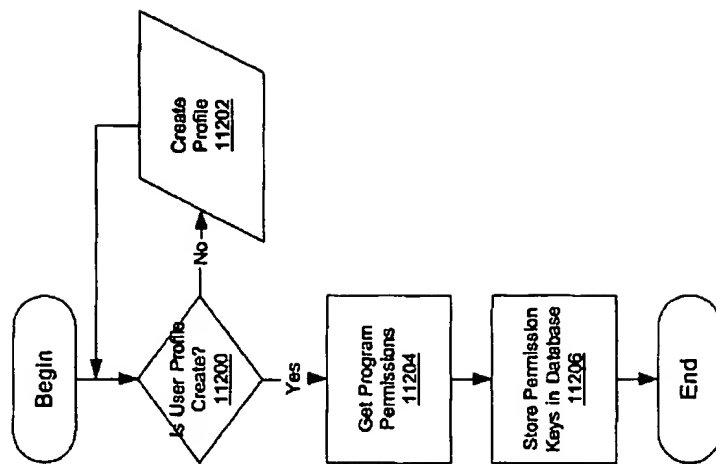 Begin
Is User Profile
Create?
11200
No
Create
Profile
11202
Yes
Get Program
Permissions
11204
Store Permission
Keys in Database
11206
End